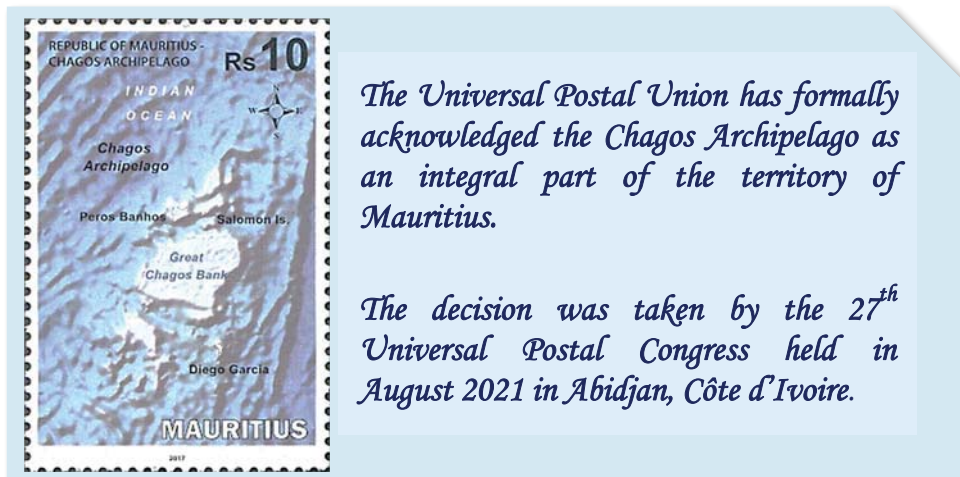 REPUBLIC OF MAURITIUS -
CHAGOS ARCHIPELAGO
Rs 10
INDIAN
OCEAN
N
W E
S
Chagos
Archipelago
Peros Banhos
Salomon Is.
Great
Chagos Bank
Diego Garcia
MAURITIUS
2017
The Universal Postal Union has formally
acknowledged the Chagos Archipelago as
an integral part of the territory of
Mauritius.
The decision was taken by the 27th
Universal Postal Congress held in
August 2021 in Abidjan, Côte d’Ivoire.